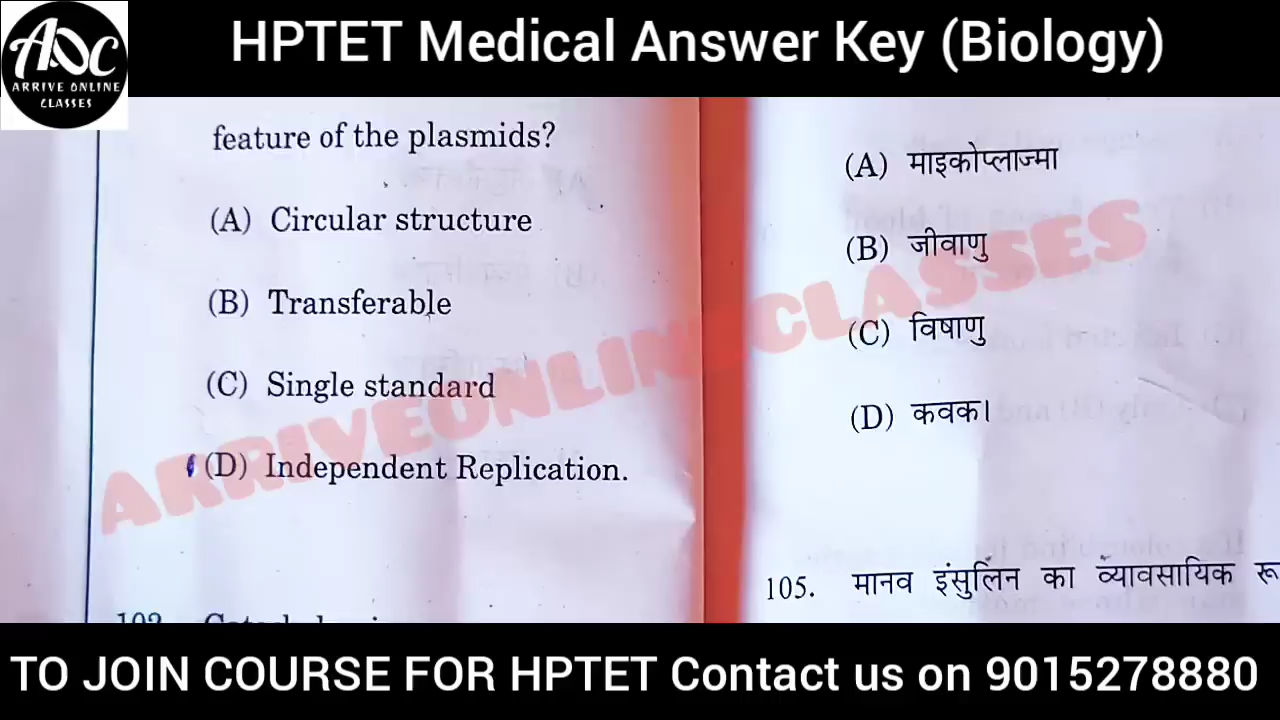 HPTET Medical Answer Key (Biology)
ARRIVE ONLINE
CLASSES
feature of the plasmids?
(A) Circular structure
(B) Transferable
(C) Single standard
(D) Independent Replication.
(A) माइकोप्लाज्मा
(B) जीवाणु
(C) विषाणु
(D) कवक।
105. मानव इंसुलिन का व्यावसायिक
ARRIVEONLINE CLASSES
TO JOIN COURSE FOR HPTET Contact us on 9015278880